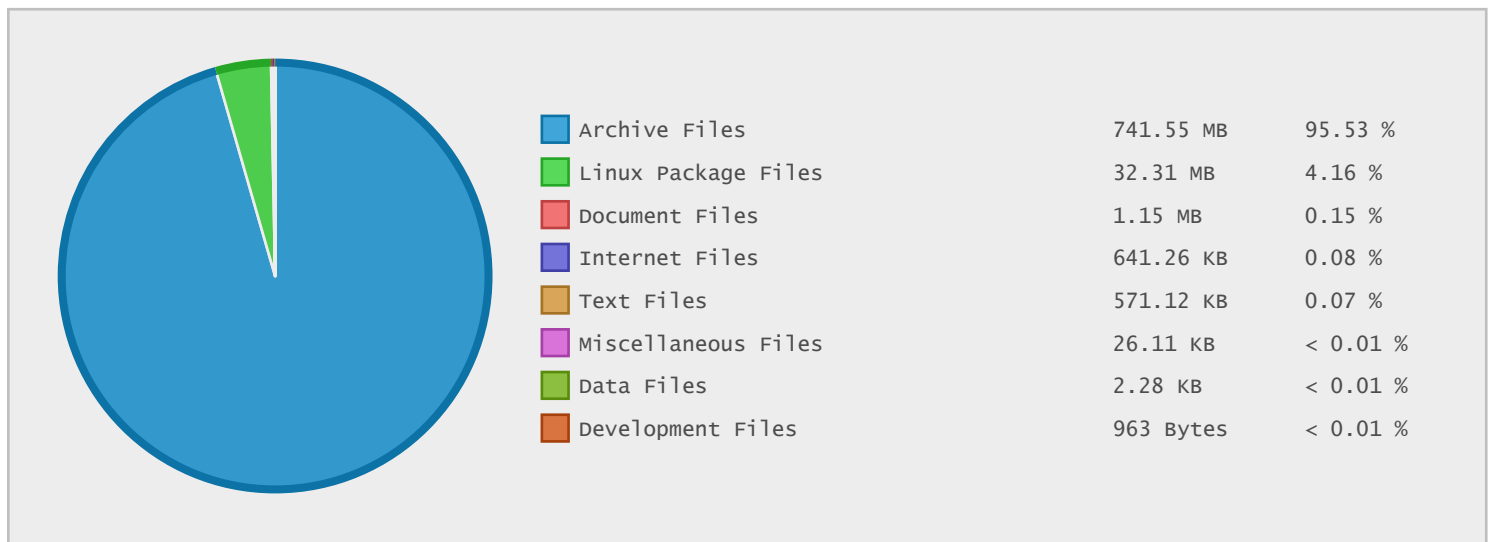 Archive Files 741.55 MB 95.53 %
Linux Package Files 32.31 MB 4.16 %
Document Files 1.15 MB 0.15 %
Internet Files 641.26 KB 0.08 %
Text Files 571.12 KB 0.07 %
Miscellaneous Files 26.11 KB < 0.01 %
Data Files 2.28 KB < 0.01 %
Development Files 963 Bytes < 0.01 %